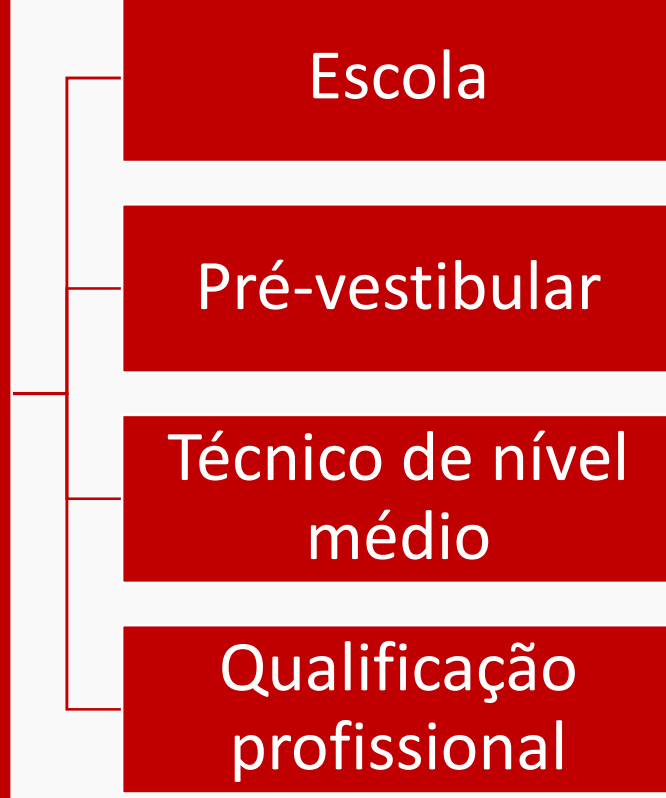 Escola
Pré-vestibular
Técnico de nível
médio
Qualificação
profissional